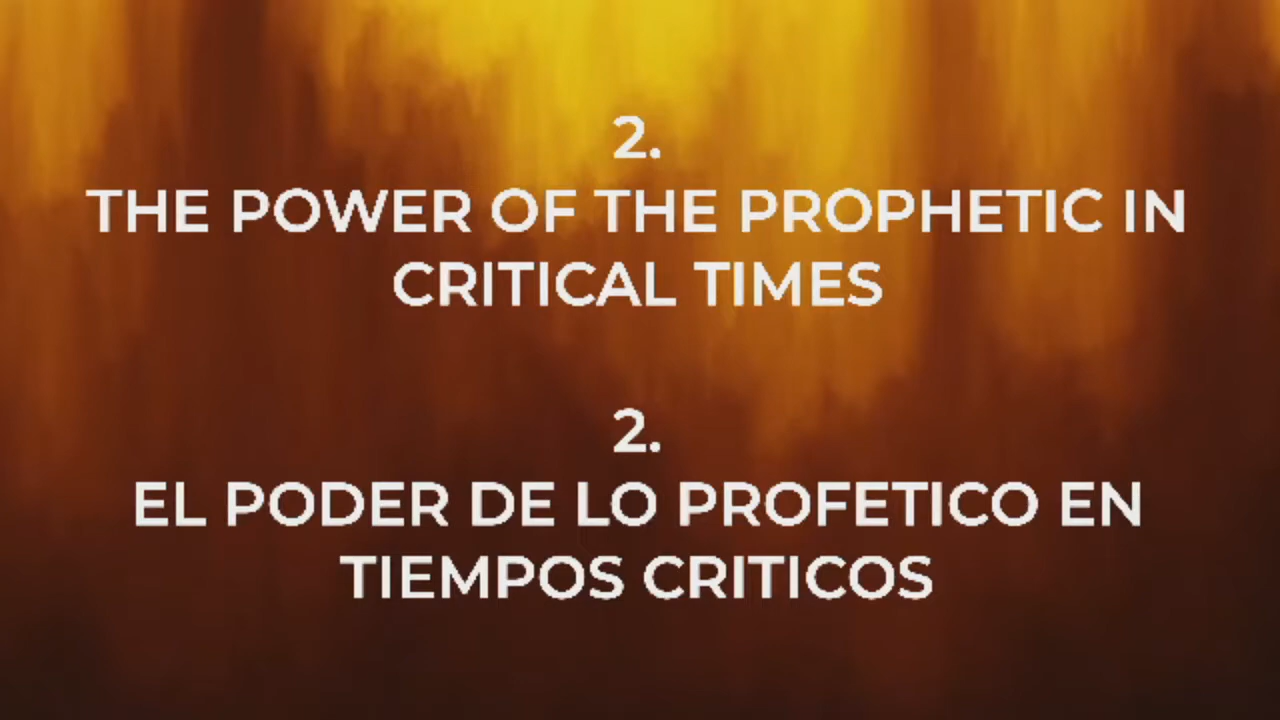 2.
THE POWER OF THE PROPHETIC IN
CRITICAL TIMES
2.
EL PODER DE LO PROFETICO EN
TIEMPOS CRITICOS